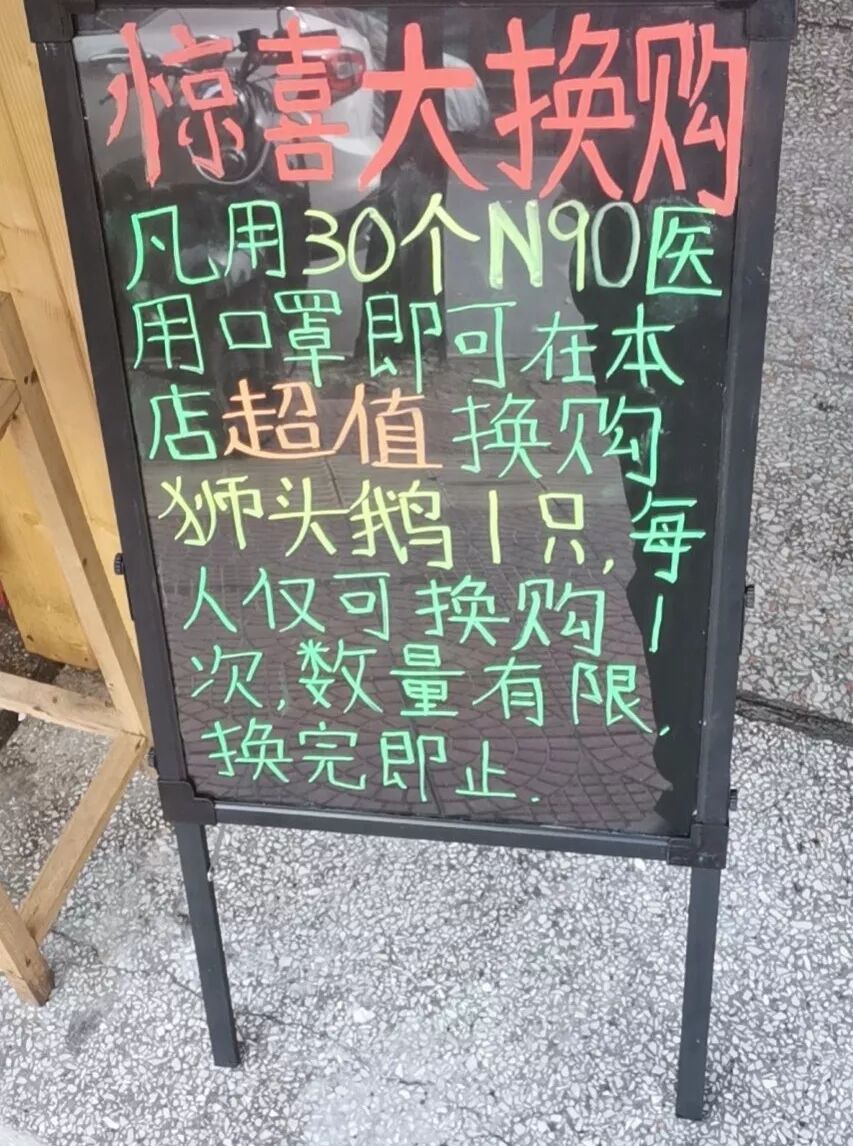 惊喜大换购
凡用30个N90医
用口罩即可在本
店超值换购
狮头鹅1只,每
人仅可换购1
次,数量有限,
换完即止.